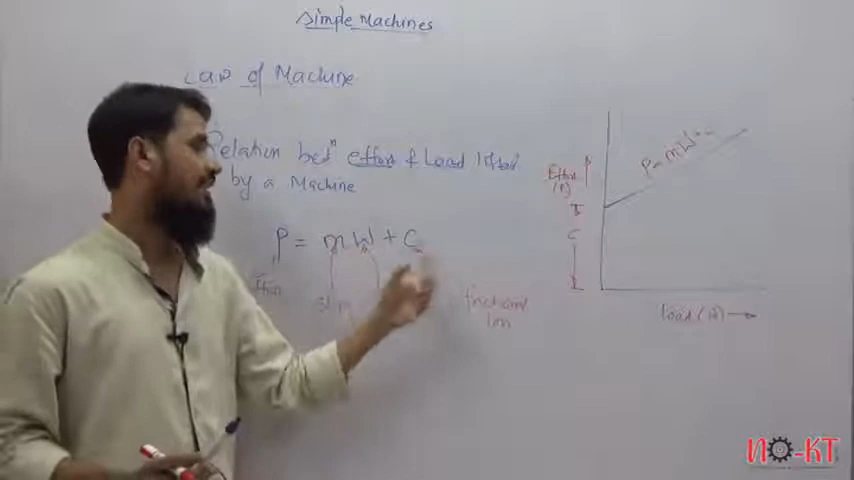 Simple Machines
Law of Machine
Relation betⁿ effort & Load lifted
by a Machine
P = mW + C
frictional
loss
Effort
(P)
C
P = mW +
load (W) →
NO-KT